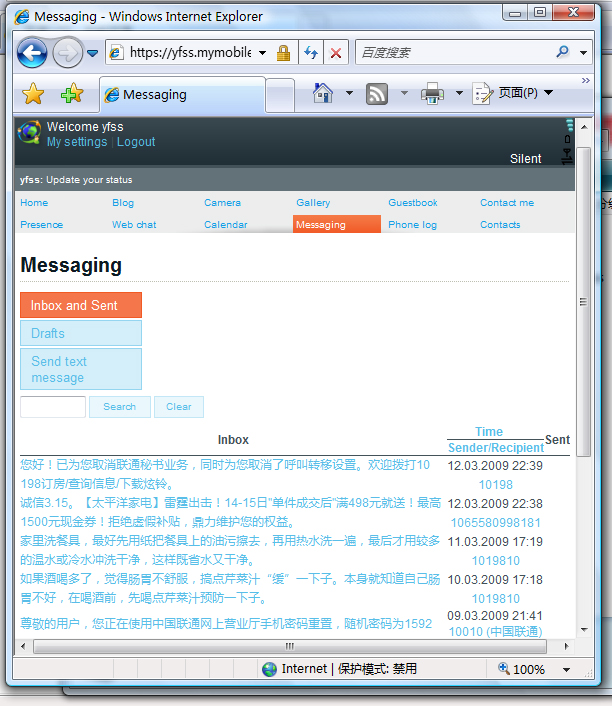 Messaging - Windows Internet Explorer
https://yfss.mymobile
百度搜索
Messaging
页面(P)
Welcome yfss
My settings | Logout
Silent
yfss: Update your status
Home Blog Camera Gallery Guestbook Contact me
Presence Web chat Calendar Messaging Phone log Contacts
Messaging
Inbox and Sent
Drafts
Send text
message
Search Clear
Inbox Time Sender/Recipient Sent
您好！已为您取消联通秘书业务，同时为您取消了呼叫转移设置。欢迎拨打10 12.03.2009 22:39
198订房/查询信息/下载炫铃。 10198
诚信3.15。【太平洋家电】雷霆出击！14-15日"单件成交后"满498元就送！最高 12.03.2009 22:38
1500元现金券！拒绝虚假补贴，鼎力维护您的权益。 1065580998181
家里洗餐具，最好先用纸把餐具上的油污擦去，再用热水洗一遍，最后才用较多 11.03.2009 17:19
的温水或冷水冲洗干净，这样既省水又干净。 1019810
如果酒喝多了，觉得肠胃不舒服，搞点芹菜汁“缓”一下子。本身就知道自己肠 10.03.2009 17:18
胃不好，在喝酒前，先喝点芹菜汁预防一下子。 1019810
尊敬的用户，您正在使用中国联通网上营业厅手机密码重置，随机密码为1592 09.03.2009 21:41
10010 (中国联通)
Internet | 保护模式: 禁用 100%